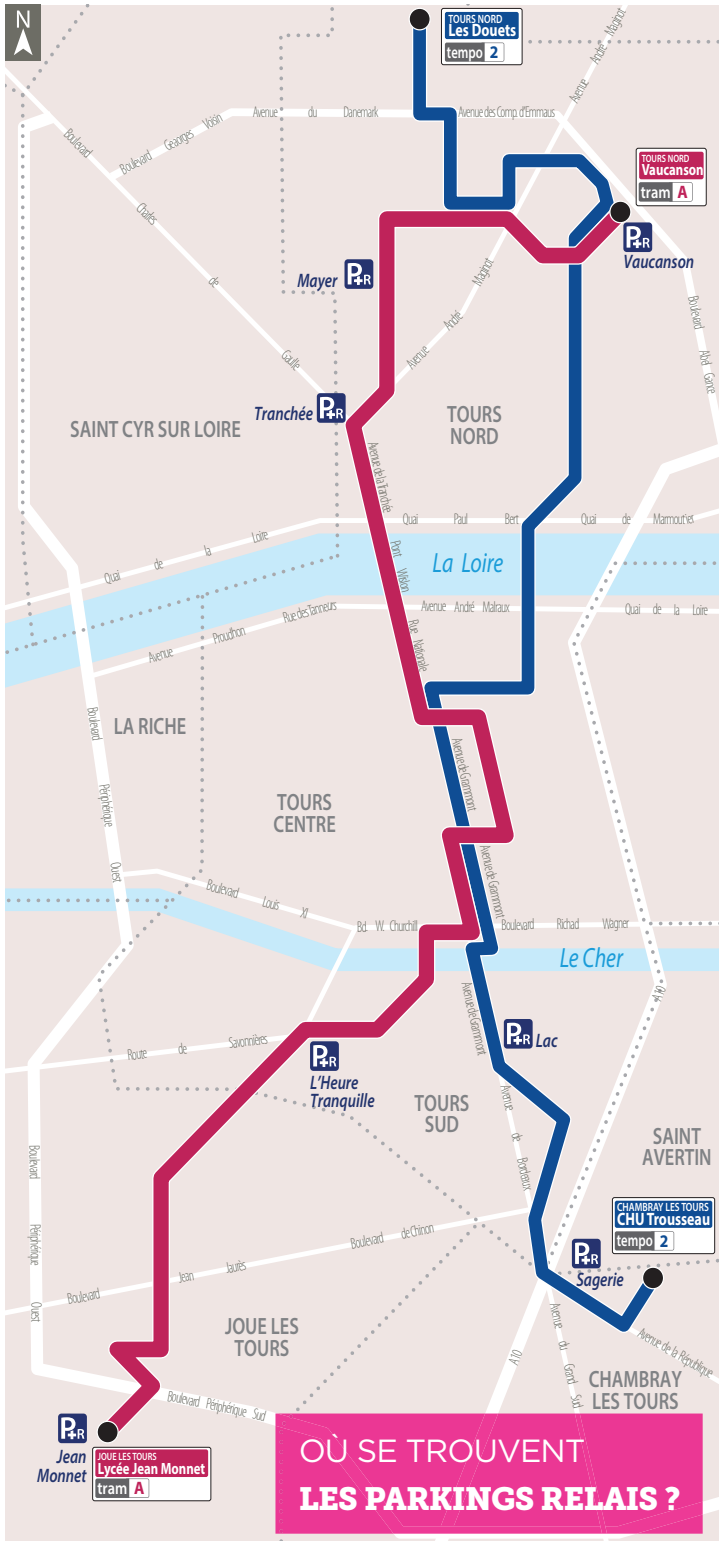 N
TOURS NORD
Les Douets
tempo 2
Avenue André Maginot
Boulevard Georges Voisin
Avenue du Danemark
Avenue des Comp. d'Emmaus
Boulevard Charles de Gaulle
TOURS NORD
Vaucanson
tram A
P+R
Vaucanson
Mayer P+R
Avenue André Maginot
Boulevard Abd Gance
Tranchée P+R
SAINT CYR SUR LOIRE
TOURS
NORD
Avenue de la Tranchée
Quai de la Loire
Quai Paul Bert
Quai de Marmout'es
Pont Wislon
La Loire
Avenue Proudhon
Rue des Tanneurs
Avenue André Malraux
Quai de la Loire
Rue Nationale
LA RICHE
Boulevard Périphérique Ouest
Avenue de Grammont
TOURS
CENTRE
Avenue de Grammont
Boulevard Louis XI
Bd. W. Churchill
Boulevard Richad Wagner
Le Cher
A10
Avenue de Grammont
Route de Savonnières
P+R Lac
P+R
L'Heure
Tranquille
TOURS
SUD
Avenue de Bordeaux
SAINT
AVERTIN
Boulevard Périphérique Ouest
CHAMBRAY LES TOURS
CHU Trousseau
tempo 2
Boulevard Jean Jaurès
Boulevard de Chinon
P+R
Sagerie
JOUE LES
TOURS
A10
Avenue du Grand Sud
Avenue de la République
CHAMBRAY
LES TOURS
Boulevard Périphérique Sud
P+R
Jean
Monnet
JOUE LES TOURS
Lycée Jean Monnet
tram A
OÙ SE TROUVENT
LES PARKINGS RELAIS ?